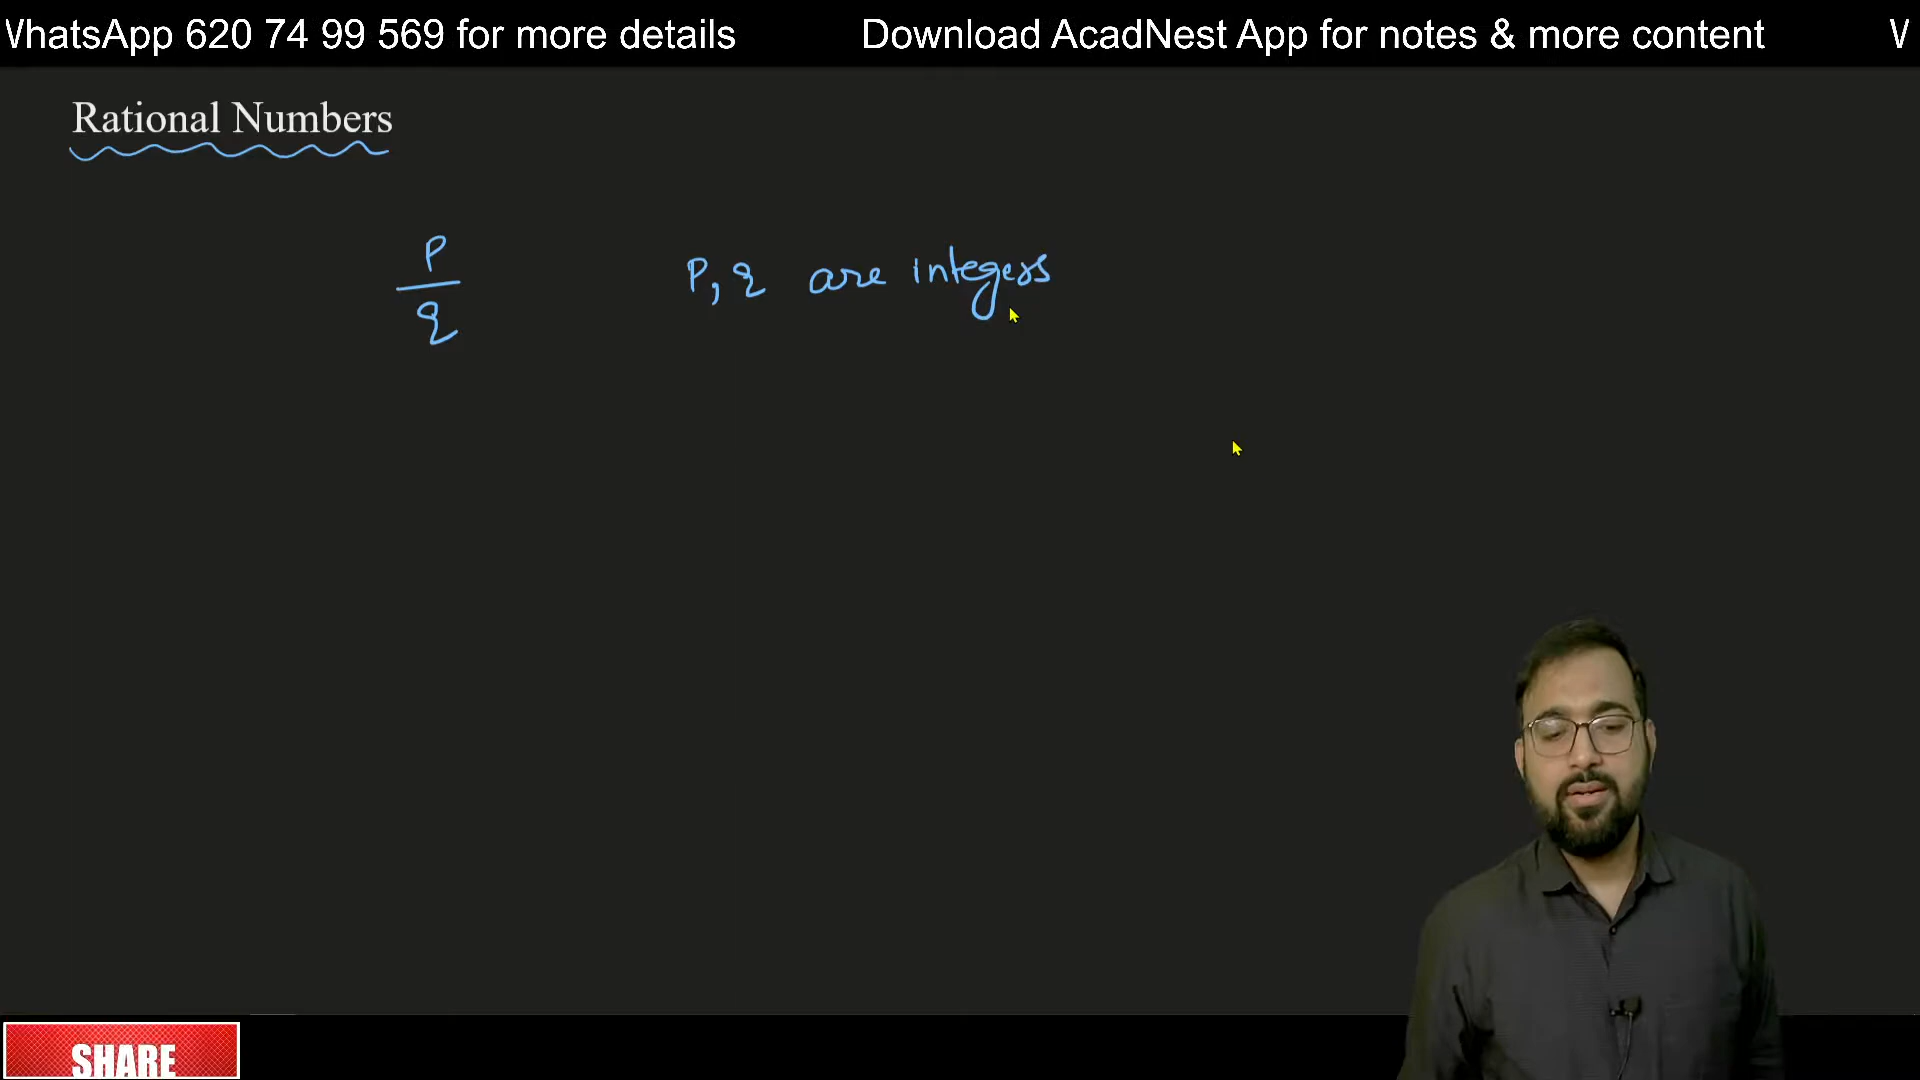 WhatsApp 620 74 99 569 for more details Download AcadNest App for notes & more content W
Rational Numbers
P
q
P, q are integers
SHARE